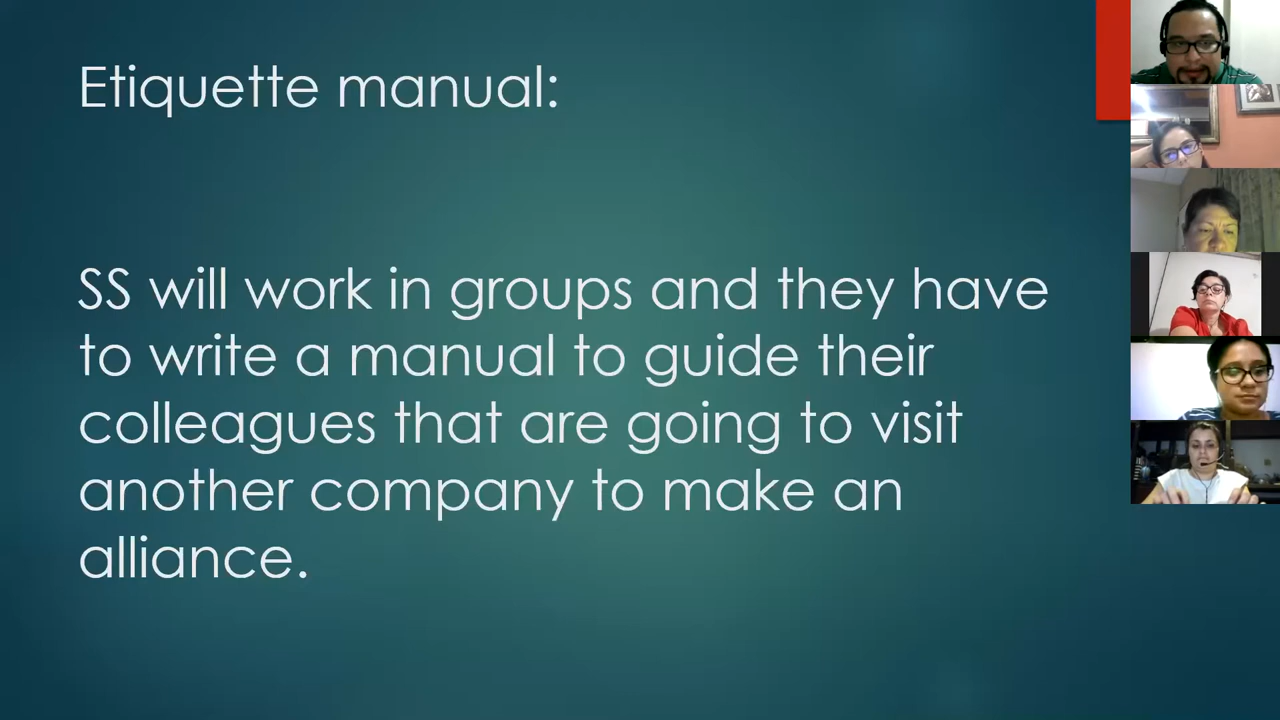 Etiquette manual:
SS will work in groups and they have
to write a manual to guide their
colleagues that are going to visit
another company to make an
alliance.